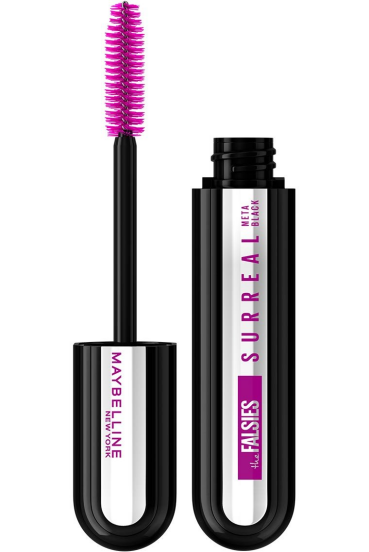 MAYBELLINE
NEW YORK
the FALSIES
SURREAL
META
BLACK